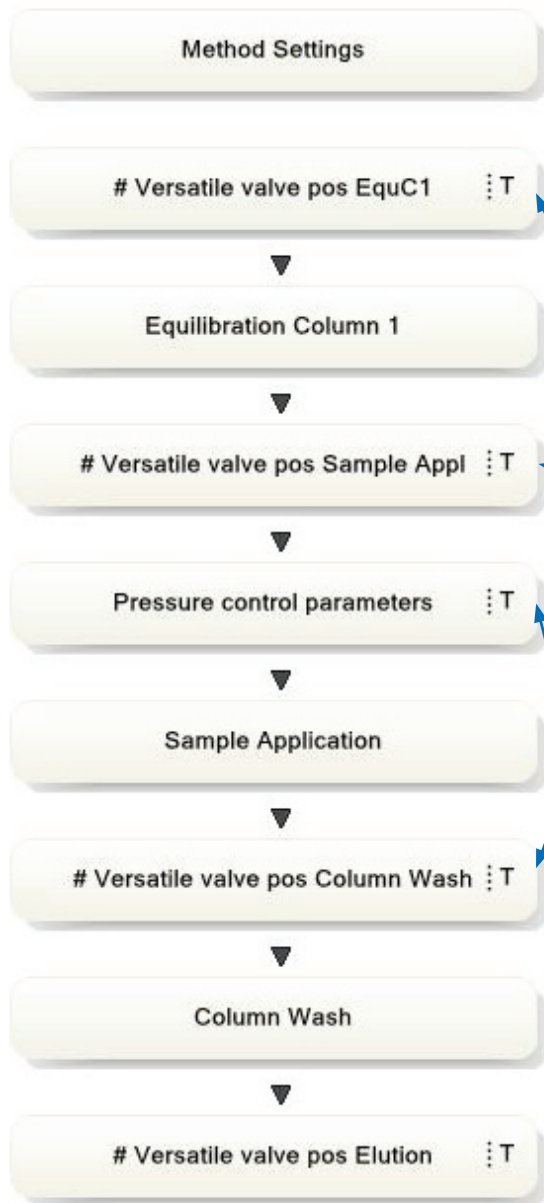 Method Settings
# Versatile valve pos EquC1 T
Equilibration Column 1
# Versatile valve pos Sample Appl T
Pressure control parameters T
Sample Application
# Versatile valve pos Column Wash T
Column Wash
# Versatile valve pos Elution T